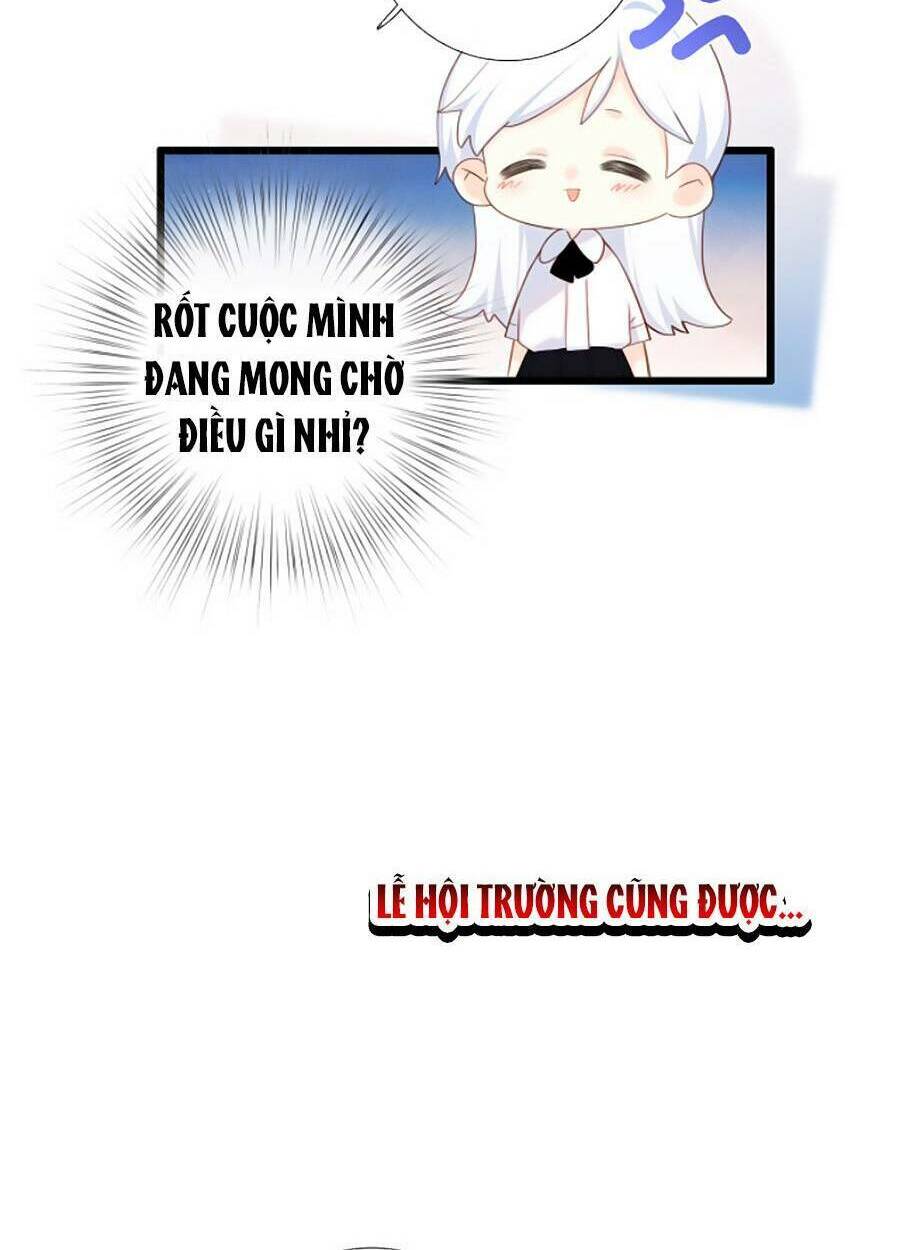 RỐT CUỘC MÌNH
ĐANG MONG CHỜ
ĐIỀU GÌ NHỈ?
LỄ HỘI TRƯỜNG CŨNG ĐƯỢC...